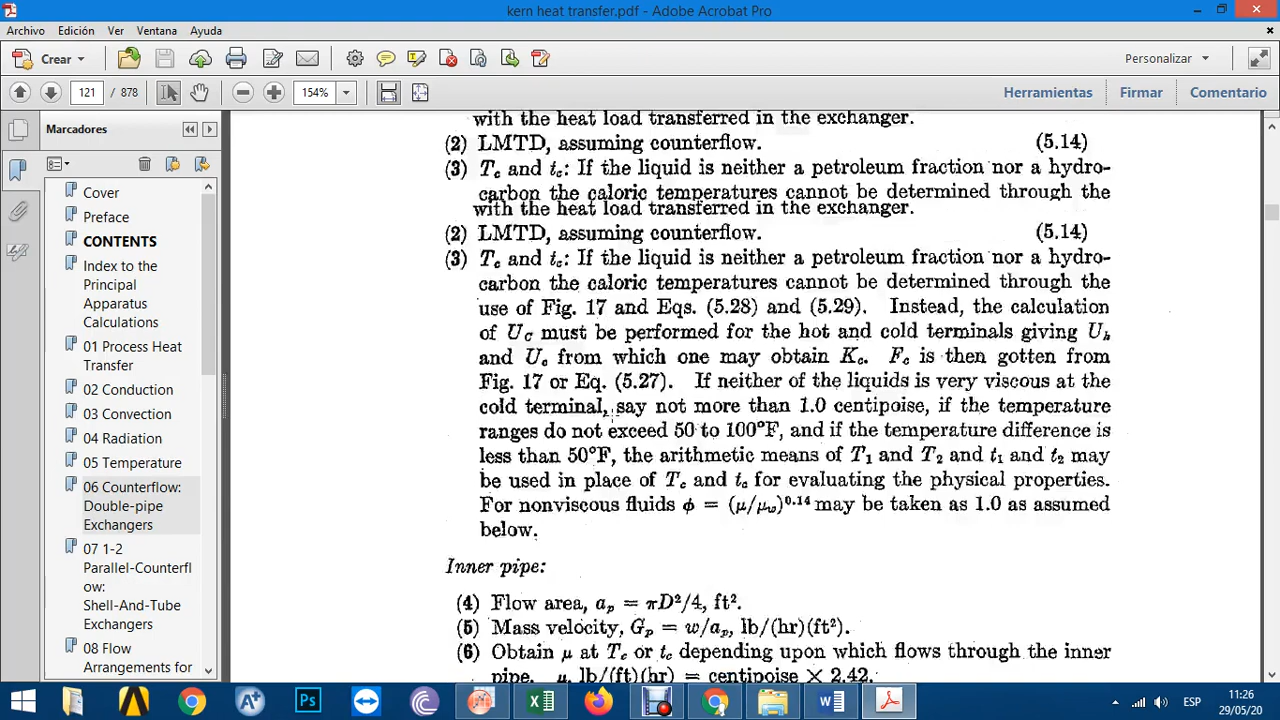 kern heat transfer.pdf - Adobe Acrobat Pro
Archivo Edición Ver Ventana Ayuda
Crear
Personalizar
121 / 878
154%
Herramientas Firmar Comentario
Marcadores
Cover
Preface
CONTENTS
Index to the
Principal
Apparatus
Calculations
01 Process Heat
Transfer
02 Conduction
03 Convection
04 Radiation
05 Temperature
06 Counterflow:
Double-pipe
Exchangers
07 1-2
Parallel-Counterfl
ow:
Shell-And-Tube
Exchangers
08 Flow
Arrangements for
with the heat load transferred in the exchanger.
(2) LMTD, assuming counterflow. (5.14)
(3) Tc and tc: If the liquid is neither a petroleum fraction nor a hydro-
carbon the caloric temperatures cannot be determined through the
with the heat load transferred in the exchanger.
(2) LMTD, assuming counterflow. (5.14)
(3) Tc and tc: If the liquid is neither a petroleum fraction nor a hydro-
carbon the caloric temperatures cannot be determined through the
use of Fig. 17 and Eqs. (5.28) and (5.29). Instead, the calculation
of UC must be performed for the hot and cold terminals giving Uh
and Uc from which one may obtain Kc. Fc is then gotten from
Fig. 17 or Eq. (5.27). If neither of the liquids is very viscous at the
cold terminal, say not more than 1.0 centipoise, if the temperature
ranges do not exceed 50 to 100°F, and if the temperature difference is
less than 50°F, the arithmetic means of T1 and T2 and t1 and t2 may
be used in place of Tc and tc for evaluating the physical properties.
For nonviscous fluids ϕ = (μ/μw)^0.14 may be taken as 1.0 as assumed
below.
Inner pipe:
(4) Flow area, ap = πD²/4, ft².
(5) Mass velocity, Gp = w/ap, lb/(hr)(ft²).
(6) Obtain μ at Tc or tc depending upon which flows through the inner
pipe. μ, lb/(ft)(hr) = centipoise × 2.42.
Ps
ESP
11:26
29/05/20